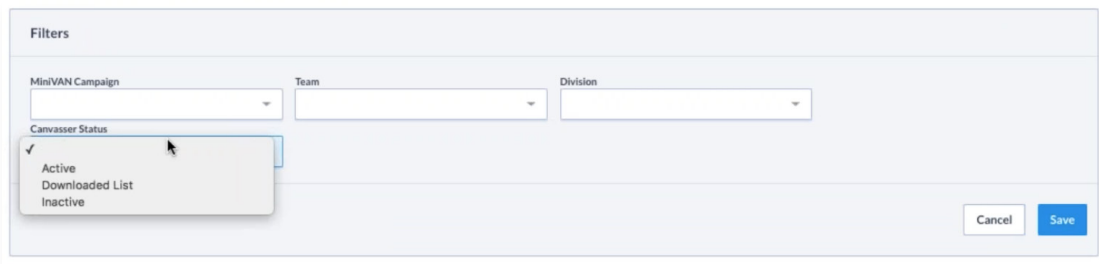 Filters
MiniVAN Campaign Team Division
Canvasser Status
✓
Active
Downloaded List
Inactive
Cancel Save